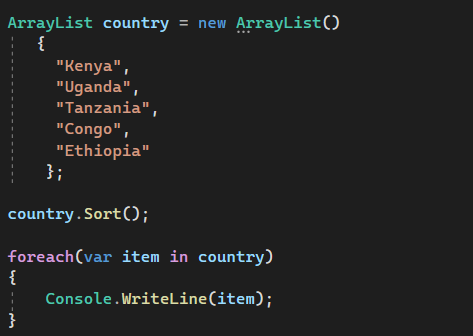 ArrayList country = new ArrayList()
{
"Kenya",
"Uganda",
"Tanzania",
"Congo",
"Ethiopia"
};
country.Sort();
foreach(var item in country)
{
Console.WriteLine(item);
}